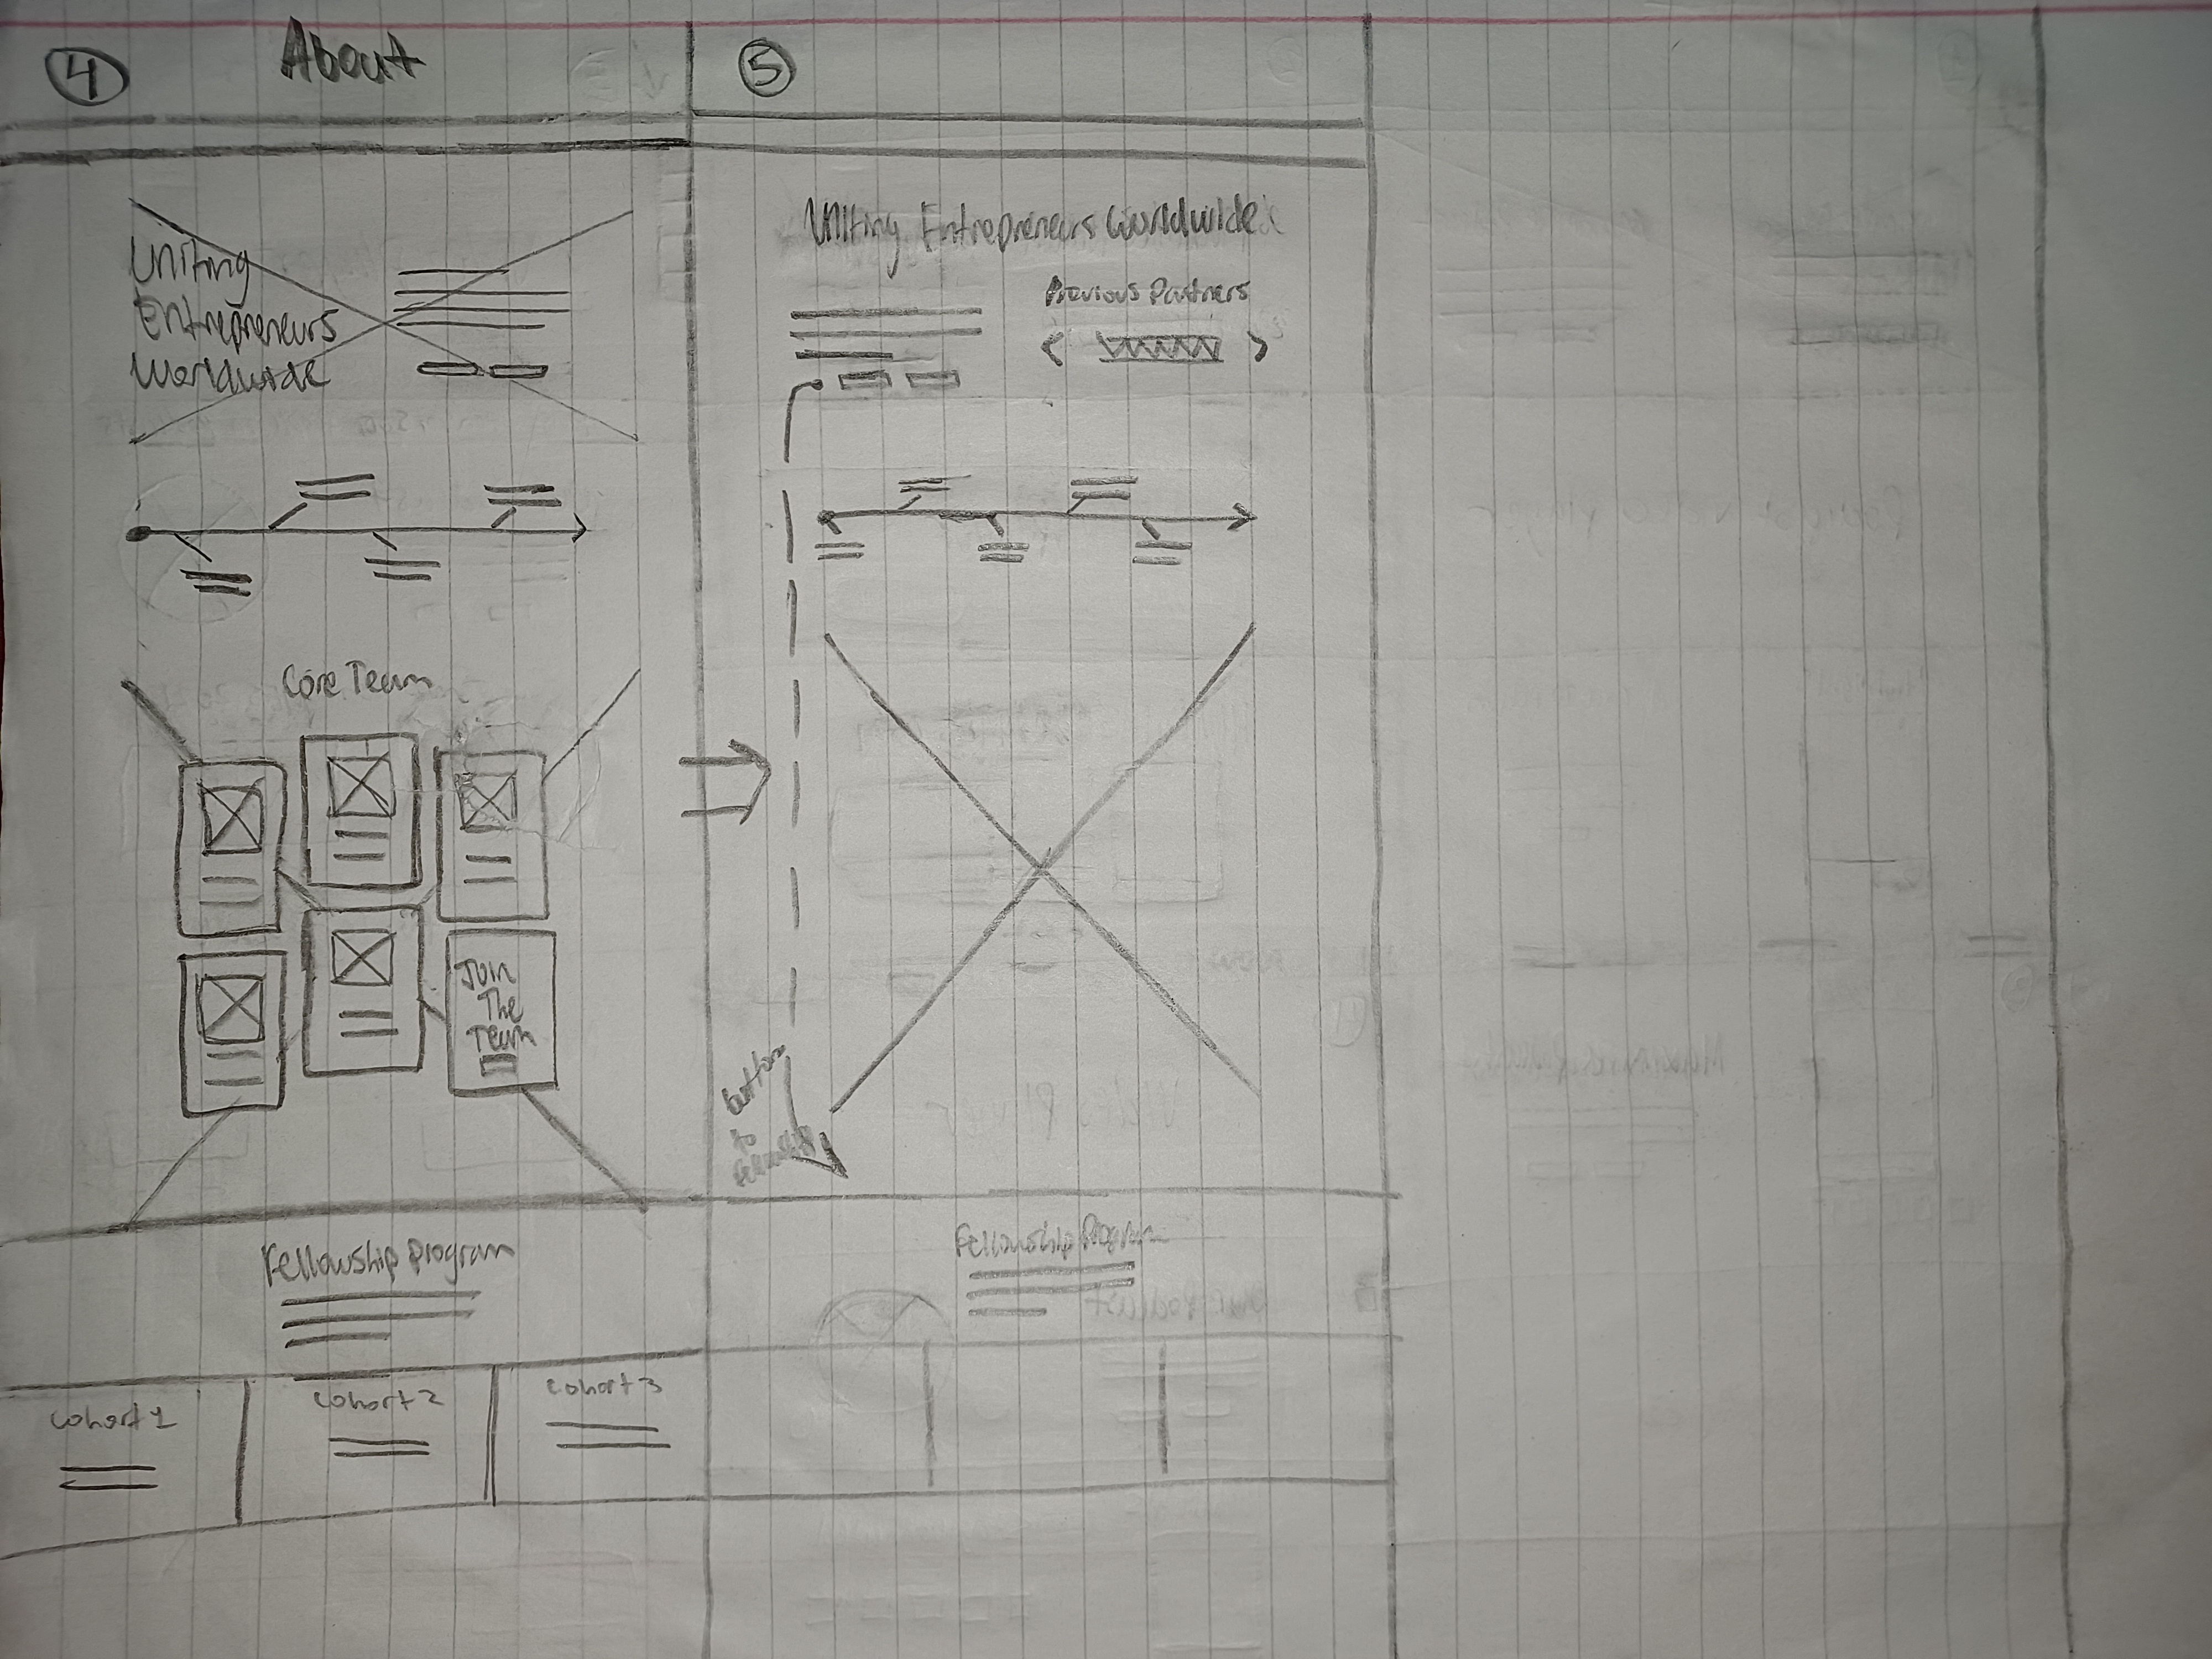 4
About
Uniting
Entrepreneurs
Worldwide
Core Team
Join
The
Team
Fellowship program
cohort 1
cohort 2
cohort 3
5
Uniting Entrepreneurs Worldwide
Previous Partners
button
to
Fellowship Program